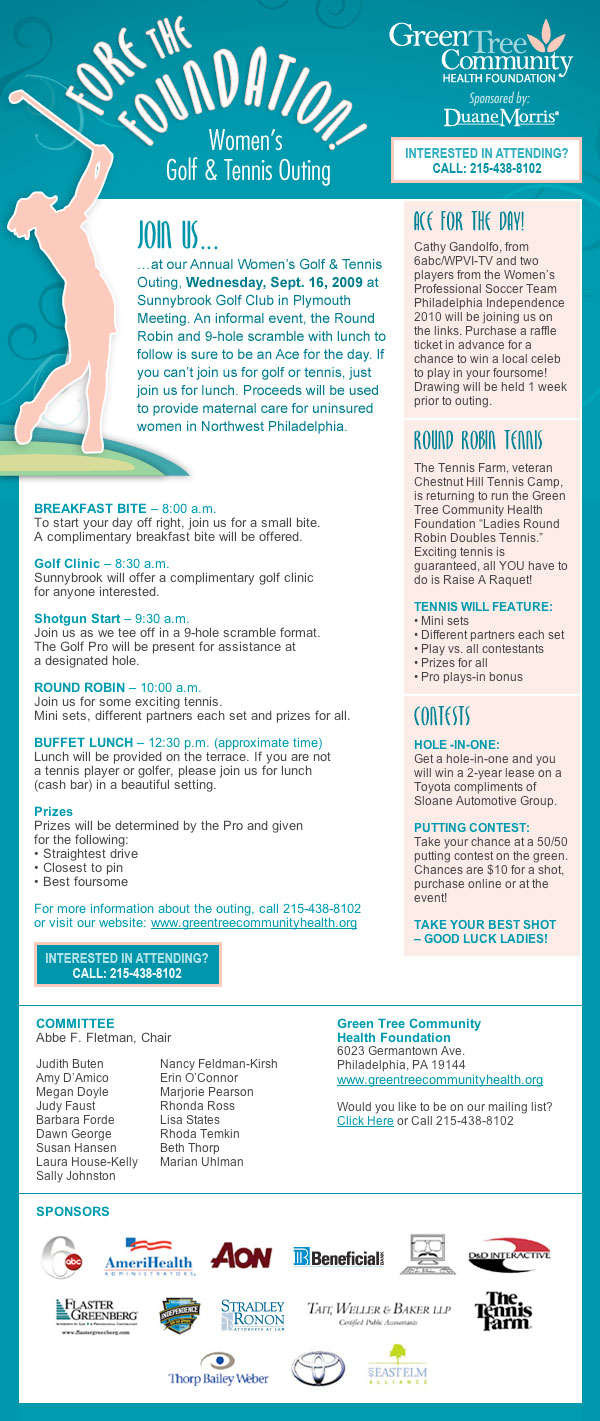 FORE THE
FOUNDATION!
Women's
Golf & Tennis Outing
GreenTree
Community
HEALTH FOUNDATION
Sponsored by:
DuaneMorris®
INTERESTED IN ATTENDING?
CALL: 215-438-8102
JOIN US...
…at our Annual Women's Golf & Tennis
Outing, Wednesday, Sept. 16, 2009 at
Sunnybrook Golf Club in Plymouth
Meeting. An informal event, the Round
Robin and 9-hole scramble with lunch to
follow is sure to be an Ace for the day. If
you can't join us for golf or tennis, just
join us for lunch. Proceeds will be used
to provide maternal care for uninsured
women in Northwest Philadelphia.
BREAKFAST BITE – 8:00 a.m.
To start your day off right, join us for a small bite.
A complimentary breakfast bite will be offered.
Golf Clinic – 8:30 a.m.
Sunnybrook will offer a complimentary golf clinic
for anyone interested.
Shotgun Start – 9:30 a.m.
Join us as we tee off in a 9-hole scramble format.
The Golf Pro will be present for assistance at
a designated hole.
ROUND ROBIN – 10:00 a.m.
Join us for some exciting tennis.
Mini sets, different partners each set and prizes for all.
BUFFET LUNCH – 12:30 p.m. (approximate time)
Lunch will be provided on the terrace. If you are not
a tennis player or golfer, please join us for lunch
(cash bar) in a beautiful setting.
Prizes
Prizes will be determined by the Pro and given
for the following:
• Straightest drive
• Closest to pin
• Best foursome
For more information about the outing, call 215-438-8102
or visit our website: www.greentreecommunityhealth.org
INTERESTED IN ATTENDING?
CALL: 215-438-8102
ACE FOR THE DAY!
Cathy Gandolfo, from
6abc/WPVI-TV and two
players from the Women's
Professional Soccer Team
Philadelphia Independence
2010 will be joining us on
the links. Purchase a raffle
ticket in advance for a
chance to win a local celeb
to play in your foursome!
Drawing will be held 1 week
prior to outing.
ROUND ROBIN TENNIS
The Tennis Farm, veteran
Chestnut Hill Tennis Camp,
is returning to run the Green
Tree Community Health
Foundation "Ladies Round
Robin Doubles Tennis."
Exciting tennis is
guaranteed, all YOU have to
do is Raise A Raquet!
TENNIS WILL FEATURE:
• Mini sets
• Different partners each set
• Play vs. all contestants
• Prizes for all
• Pro plays-in bonus
CONTESTS
HOLE -IN-ONE:
Get a hole-in-one and you
will win a 2-year lease on a
Toyota compliments of
Sloane Automotive Group.
PUTTING CONTEST:
Take your chance at a 50/50
putting contest on the green.
Chances are $10 for a shot,
purchase online or at the
event!
TAKE YOUR BEST SHOT
– GOOD LUCK LADIES!
COMMITTEE
Abbe F. Fletman, Chair
Judith Buten
Amy D'Amico
Megan Doyle
Judy Faust
Barbara Forde
Dawn George
Susan Hansen
Laura House-Kelly
Sally Johnston
Nancy Feldman-Kirsh
Erin O'Connor
Marjorie Pearson
Rhonda Ross
Lisa States
Rhoda Temkin
Beth Thorp
Marian Uhlman
Green Tree Community
Health Foundation
6023 Germantown Ave.
Philadelphia, PA 19144
www.greentreecommunityhealth.org
Would you like to be on our mailing list?
Click Here or Call 215-438-8102
SPONSORS
6 abc
AmeriHealth
ADMINISTRATORS
AON
Beneficial
BANK
D&D INTERACTIVE
FLASTER
GREENBERG
www.flastergreenberg.com
INDEPENDENCE
STRADLEY
RONON
ATTORNEYS AT LAW
TAIT, WELLER & BAKER LLP
Certified Public Accountants
The
Tennis
Farm
Thorp Bailey Weber
EAST ELM
ALLIANCE